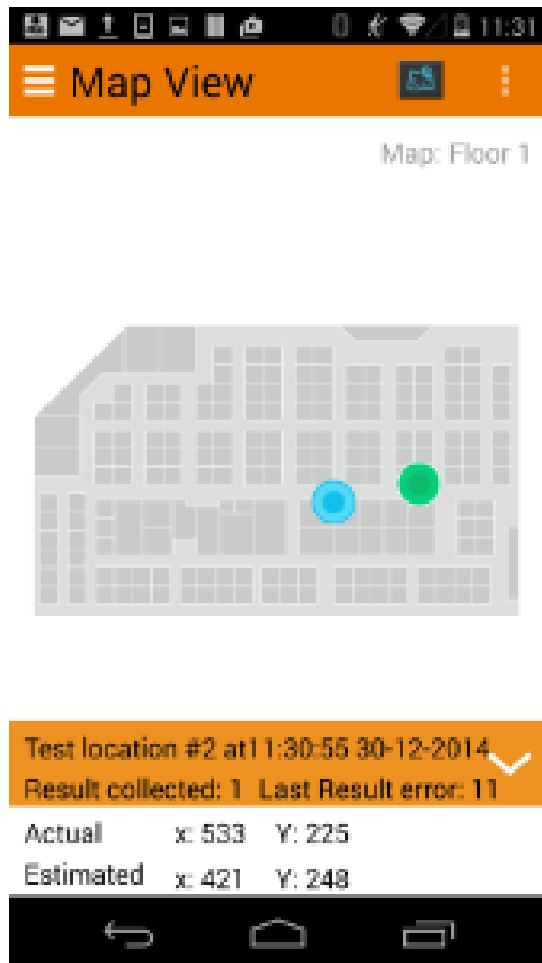 11:31
Map View
Map: Floor 1
Test location #2 at11:30:55 30-12-2014
Result collected: 1 Last Result error: 11
Actual x: 533 Y: 225
Estimated x: 421 Y: 248